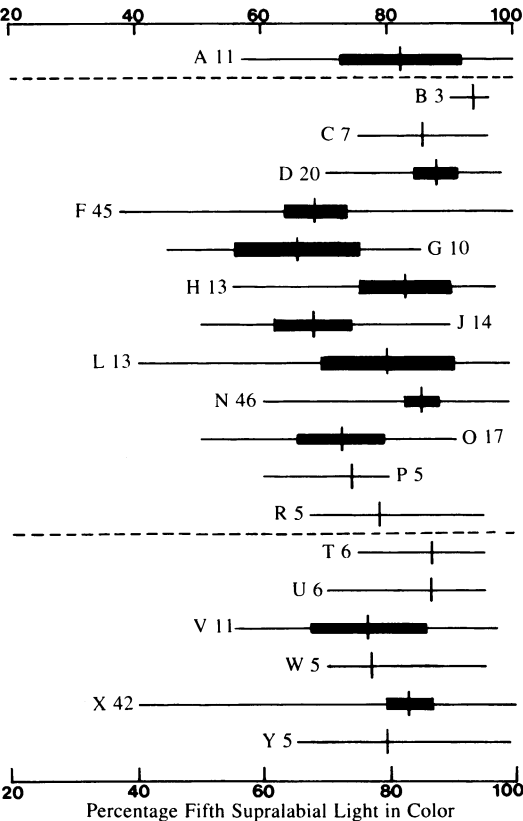 20 40 60 80 100
A 11
B 3
C 7
D 20
F 45
G 10
H 13
J 14
L 13
N 46
O 17
P 5
R 5
T 6
U 6
V 11
W 5
X 42
Y 5
20 40 60 80 100
Percentage Fifth Supralabial Light in Color